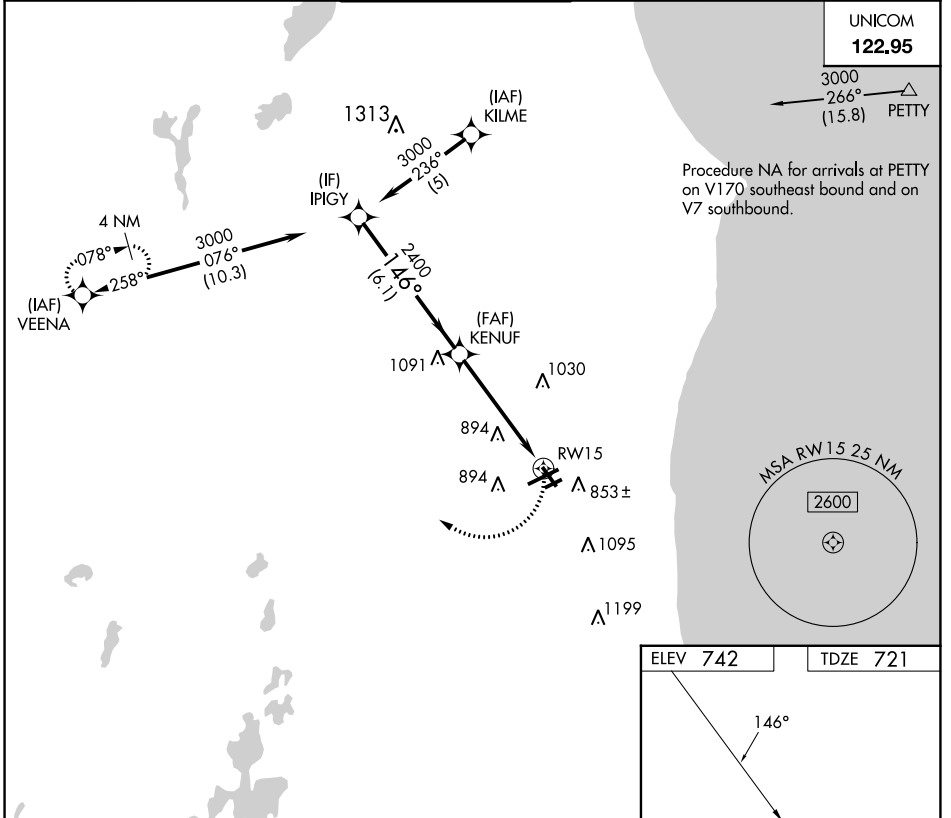 UNICOM
122.95
3000
266°
(15.8)
PETTY
Procedure NA for arrivals at PETTY
on V170 southeast bound and on
V7 southbound.
(IAF)
KILME
1313
3000
236°
(5)
(IF)
IPIGY
4 NM
078°
258°
3000
076°
(10.3)
(IAF)
VEENA
2400
146°
(6.1)
(FAF)
KENUF
1091
1030
894
RW15
894
853±
1095
1199
MSA RW15 25 NM
2600
ELEV 742
TDZE 721
146°